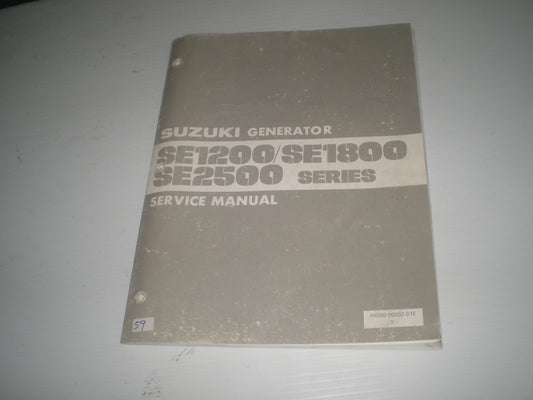 SUZUKI GENERATOR
SE1200/SE1800
SE2500 SERIES
SERVICE MANUAL
59